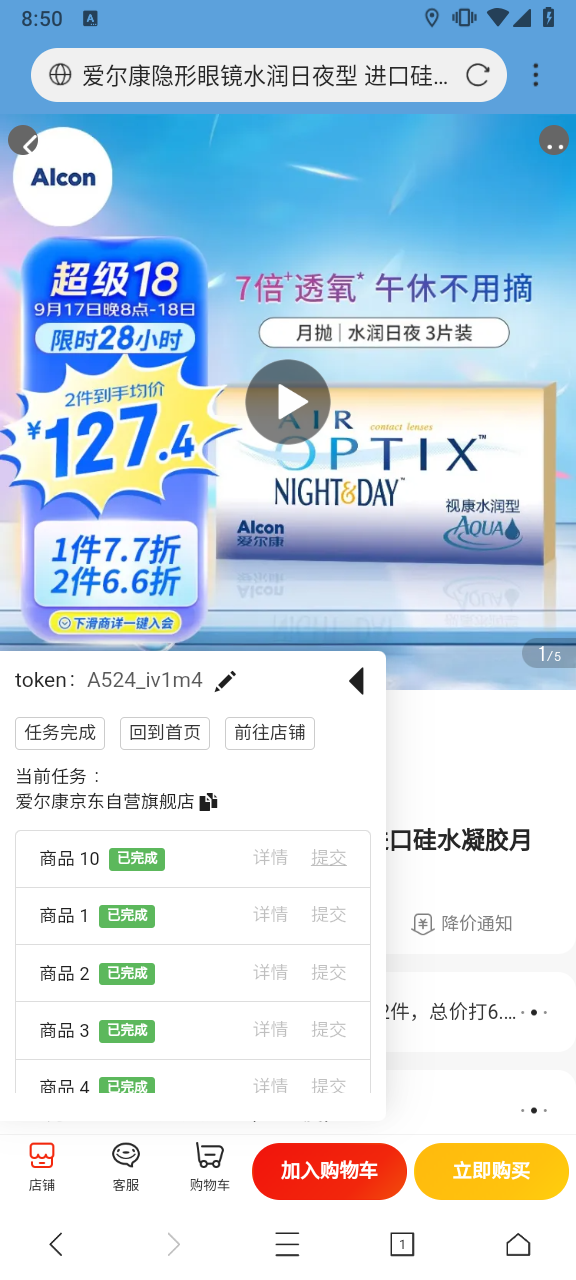 8:50
A
爱尔康隐形眼镜水润日夜型 进口硅...
Alcon
超级18
9月17日晚8点-18日
限时28小时
2件到手均价
¥127.4
1件7.7折
2件6.6折
下滑商详一键入会
7倍+透氧* 午休不用摘
月抛｜水润日夜 3片装
AIR
contact lenses
OPTIX™
NIGHT&DAY™
视康水润型
AQUA
Alcon
爱尔康
1/5
token： A524_iv1m4
任务完成 回到首页 前往店铺
当前任务：
爱尔康京东自营旗舰店
商品 10 已完成 详情 提交
商品 1 已完成 详情 提交
商品 2 已完成 详情 提交
商品 3 已完成 详情 提交
商品 4 已完成 详情 提交
口硅水凝胶月
降价通知
2件，总价打6....
店铺 客服 购物车 加入购物车 立即购买
1